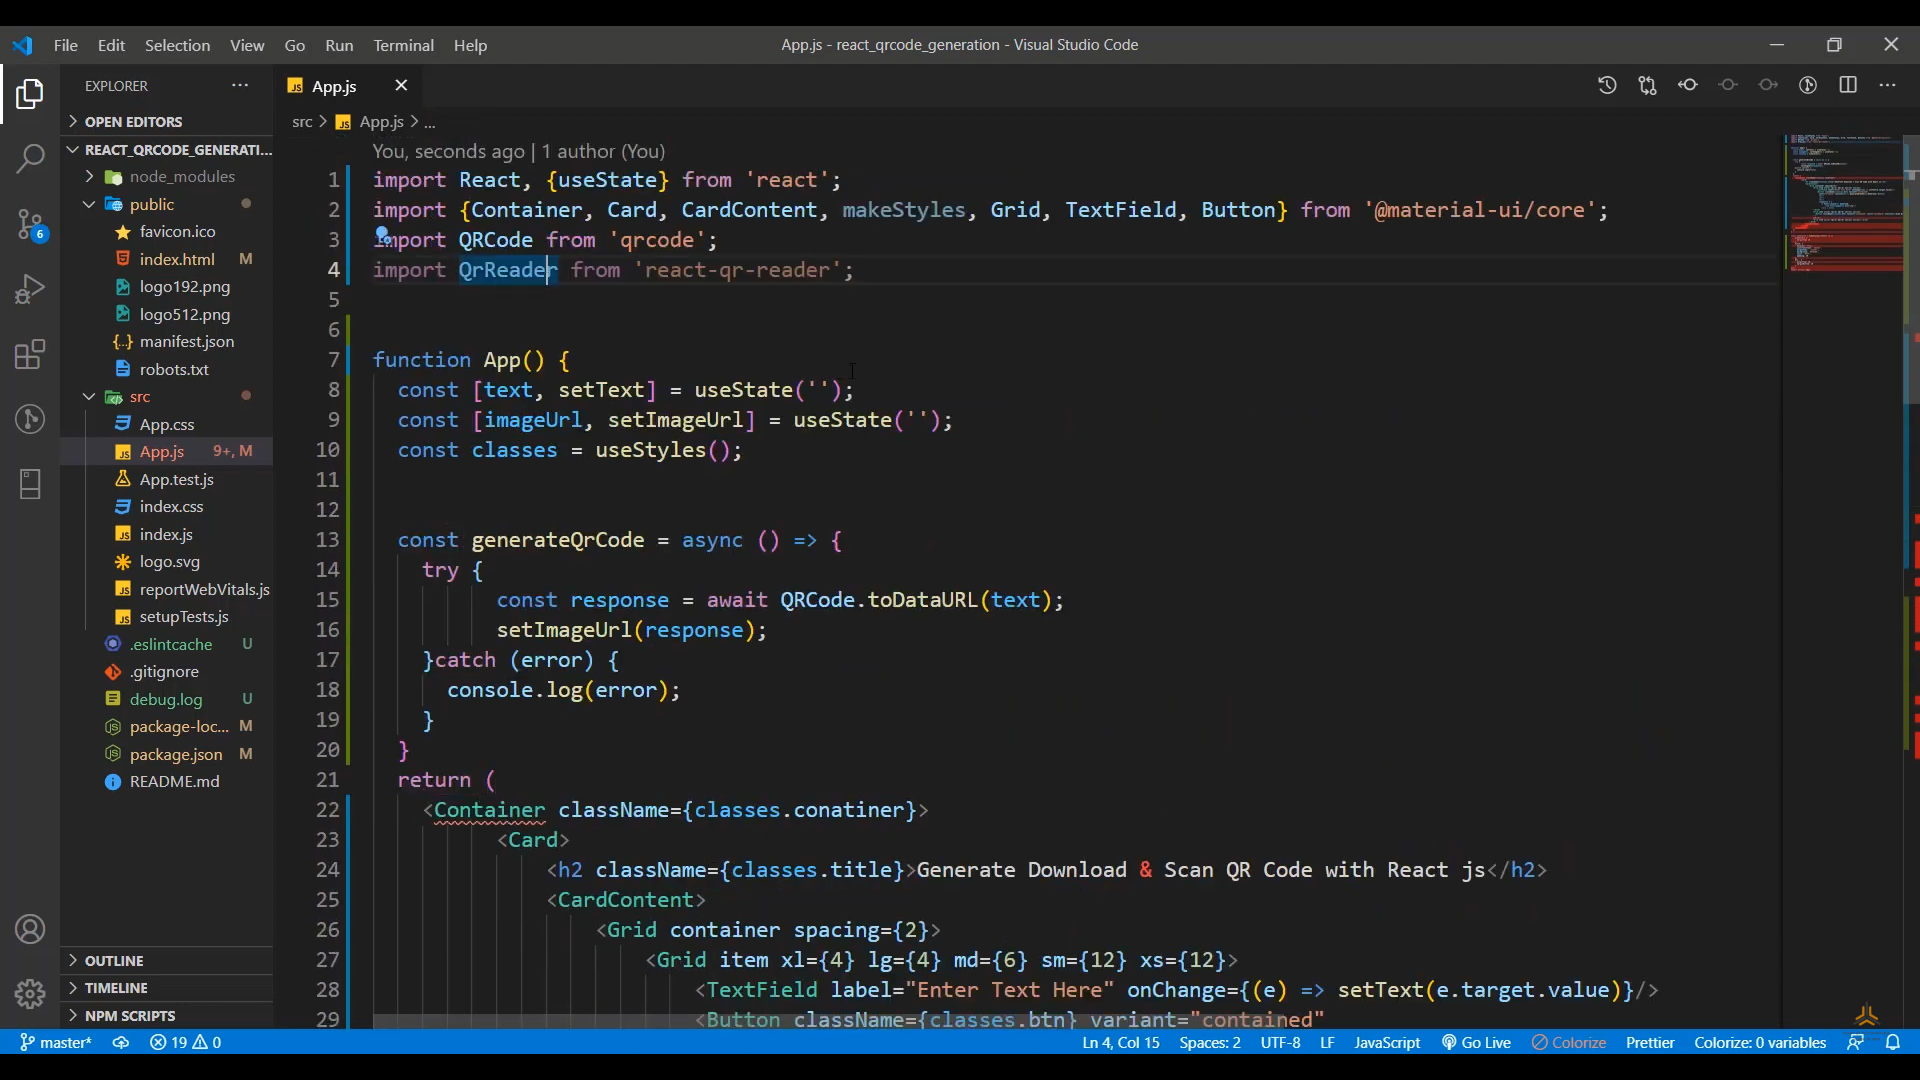 File Edit Selection View Go Run Terminal Help
App.js - react_qrcode_generation - Visual Studio Code
EXPLORER
OPEN EDITORS
REACT_QRCODE_GENERATI...
node_modules
public
favicon.ico
index.html M
logo192.png
logo512.png
manifest.json
robots.txt
src
App.css
App.js 9+, M
App.test.js
index.css
index.js
logo.svg
reportWebVitals.js
setupTests.js
.eslintcache U
.gitignore
debug.log U
package-loc... M
package.json M
README.md
OUTLINE
TIMELINE
NPM SCRIPTS
6
App.js
src > App.js > ...
You, seconds ago | 1 author (You)
1 import React, {useState} from 'react';
2 import {Container, Card, CardContent, makeStyles, Grid, TextField, Button} from '@material-ui/core';
3 import QRCode from 'qrcode';
4 import QrReader from 'react-qr-reader';
5
6
7 function App() {
8 const [text, setText] = useState('');
9 const [imageUrl, setImageUrl] = useState('');
10 const classes = useStyles();
11
12
13 const generateQrCode = async () => {
14 try {
15 const response = await QRCode.toDataURL(text);
16 setImageUrl(response);
17 }catch (error) {
18 console.log(error);
19 }
20 }
21 return (
22 <Container className={classes.conatiner}>
23 <Card>
24 <h2 className={classes.title}>Generate Download & Scan QR Code with React js</h2>
25 <CardContent>
26 <Grid container spacing={2}>
27 <Grid item xl={4} lg={4} md={6} sm={12} xs={12}>
28 <TextField label="Enter Text Here" onChange={(e) => setText(e.target.value)}/>
29 <Button className={classes.btn} variant="contained"
master* 19 0 Ln 4, Col 15 Spaces: 2 UTF-8 LF JavaScript Go Live Colorize Prettier Colorize: 0 variables